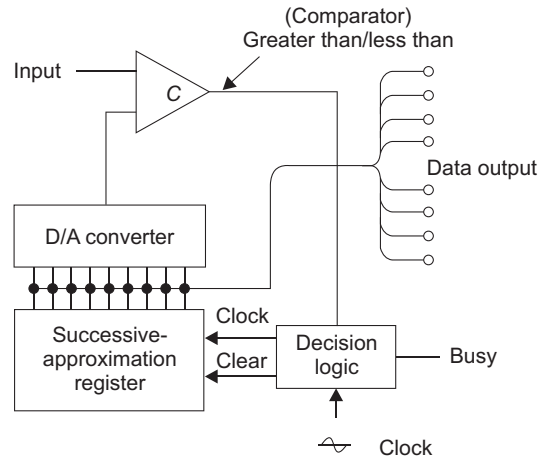 (Comparator)
Greater than/less than
Input
C
Data output
D/A converter
Clock
Successive-
approximation
register
Clear
Decision
logic
Busy
Clock